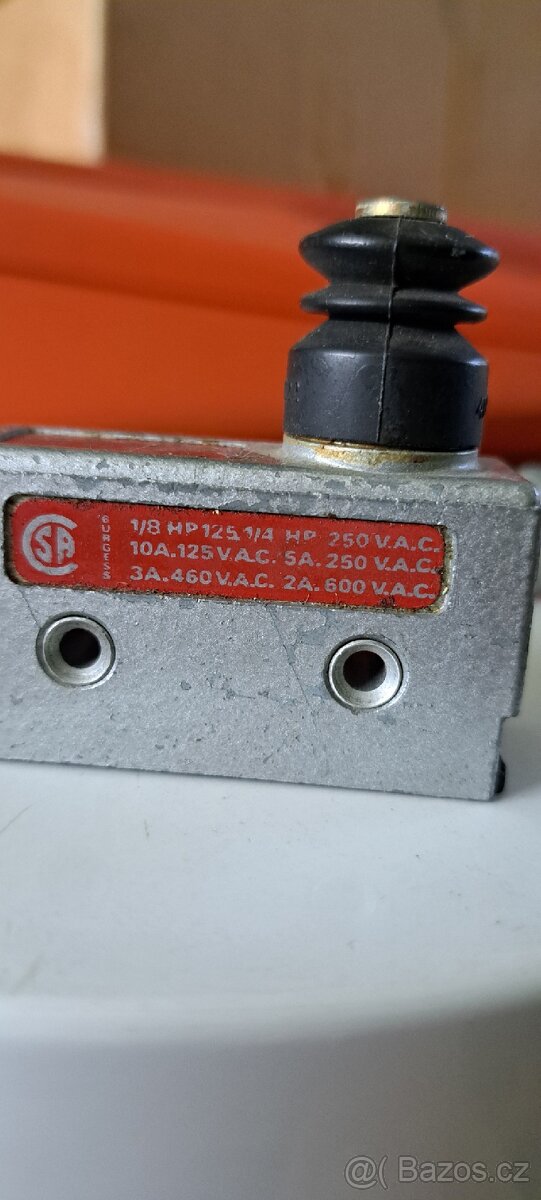 CSA
BURGESS
1/8 HP 125. 1/4 HP 250 V.A.C.
10A. 125 V.A.C. 5A. 250 V.A.C.
3A. 460 V.A.C. 2A. 600 V.A.C.
@( Bazos.cz